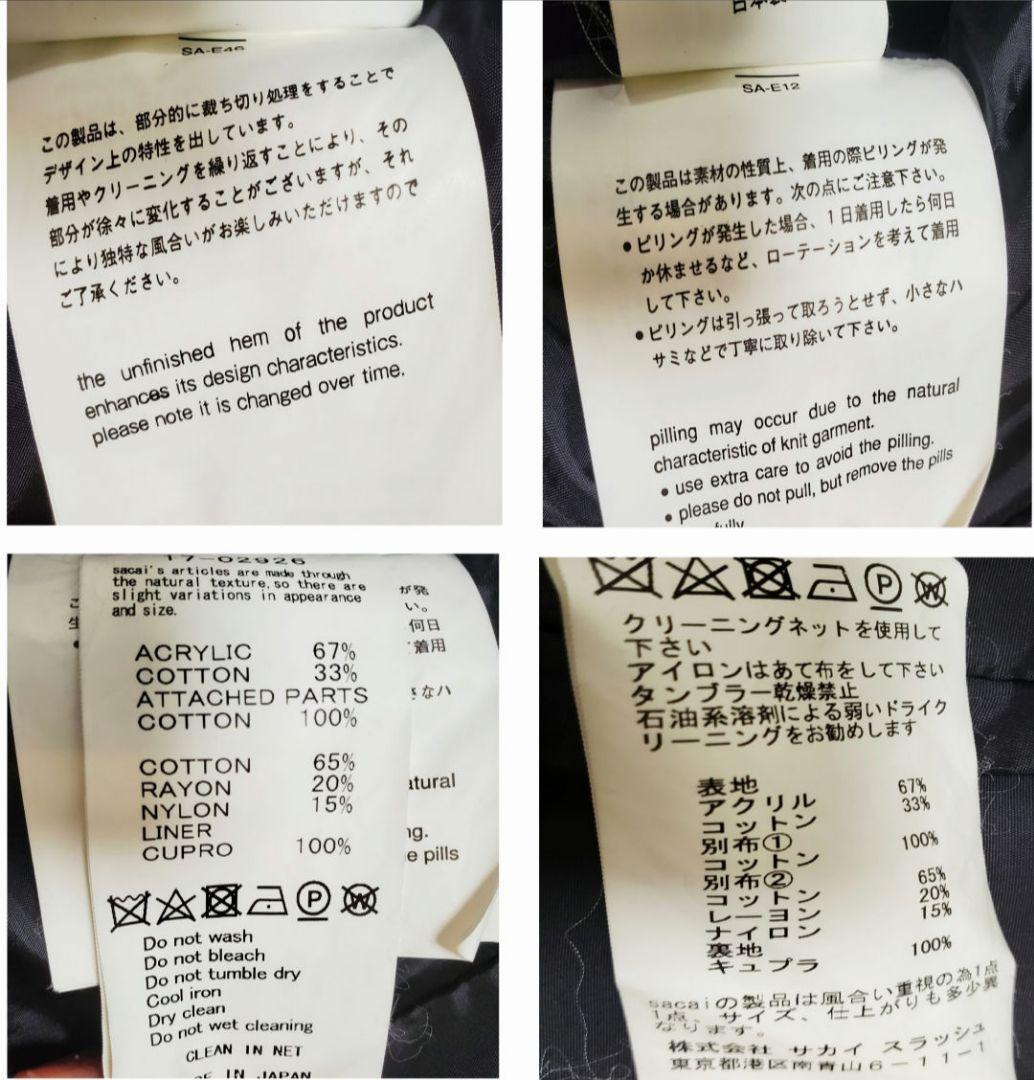 SA-E46
この製品は、部分的に裁ち切り処理をすることで
デザイン上の特性を出しています。
着用やクリーニングを繰り返すことにより、その
部分が徐々に変化することがございますが、それ
により独特な風合いがお楽しみいただけますので
ご了承ください。
the unfinished hem of the product
enhances its design characteristics.
please note it is changed over time.
日本製
SA-E12
この製品は素材の性質上、着用の際ピリングが発
生する場合があります。次の点にご注意下さい。
●ピリングが発生した場合、1日着用したら何日
か休ませるなど、ローテーションを考えて着用
して下さい。
●ピリングは引っ張って取ろうとせず、小さなハ
サミなどで丁寧に取り除いて下さい。
pilling may occur due to the natural
characteristic of knit garment.
● use extra care to avoid the pilling.
● please do not pull, but remove the pills
fully
17-02926
sacai's articles are made through
the natural texture, so there are
slight variations in appearance
and size.
ACRYLIC 67%
COTTON 33%
ATTACHED PARTS
COTTON 100%
COTTON 65%
RAYON 20%
NYLON 15%
LINER
CUPRO 100%
Do not wash
Do not bleach
Do not tumble dry
Cool iron
Dry clean
Do not wet cleaning
CLEAN IN NET
DE IN JAPAN
が発
い。
何日
着用
さなハ
atural
ng.
e pills
P
W
クリーニングネットを使用して
下さい
アイロンはあて布をして下さい
タンブラー乾燥禁止
石油系溶剤による弱いドライク
リーニングをお勧めします
表地
アクリル 67%
コットン 33%
別布①
コットン 100%
別布②
コットン 65%
レーヨン 20%
ナイロン 15%
裏地
キュプラ 100%
sacaiの製品は風合い重視の為1点
1点、サイズ、仕上がりも多少異
なります。
株式会社 サカイ スラッシュ
東京都港区南青山6-11-1